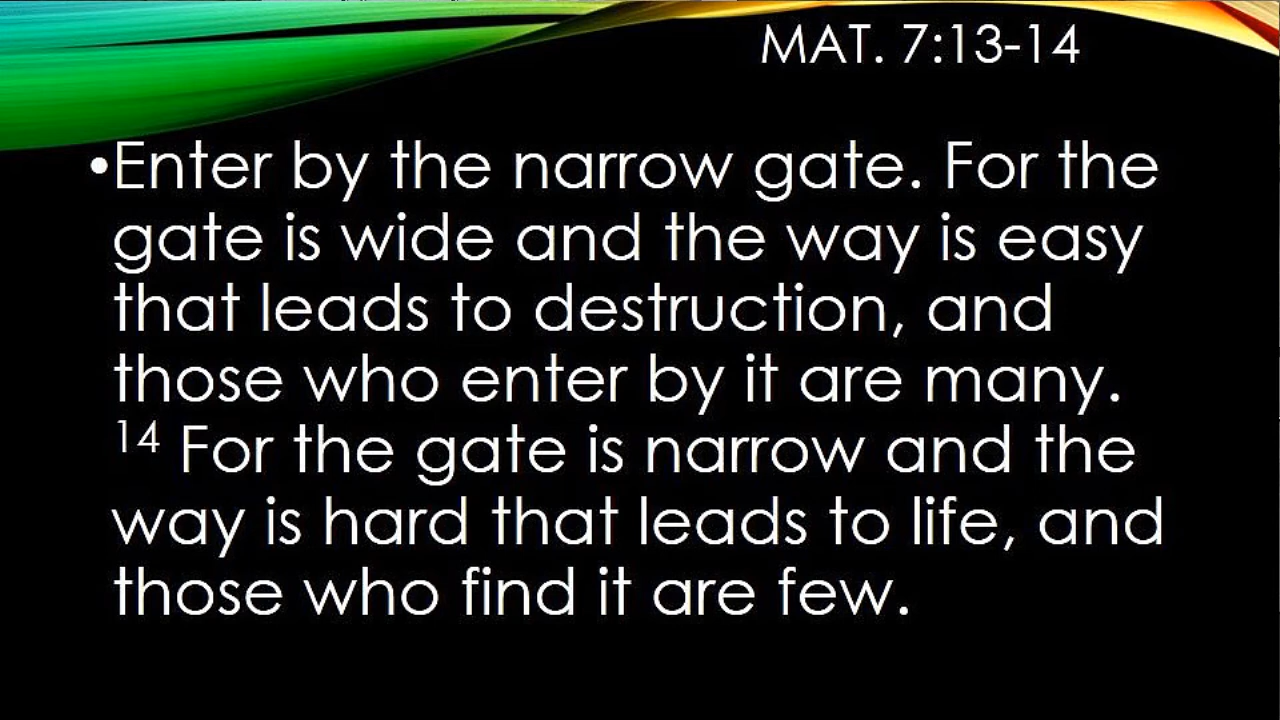 MAT. 7:13-14
•Enter by the narrow gate. For the
gate is wide and the way is easy
that leads to destruction, and
those who enter by it are many.
14 For the gate is narrow and the
way is hard that leads to life, and
those who find it are few.